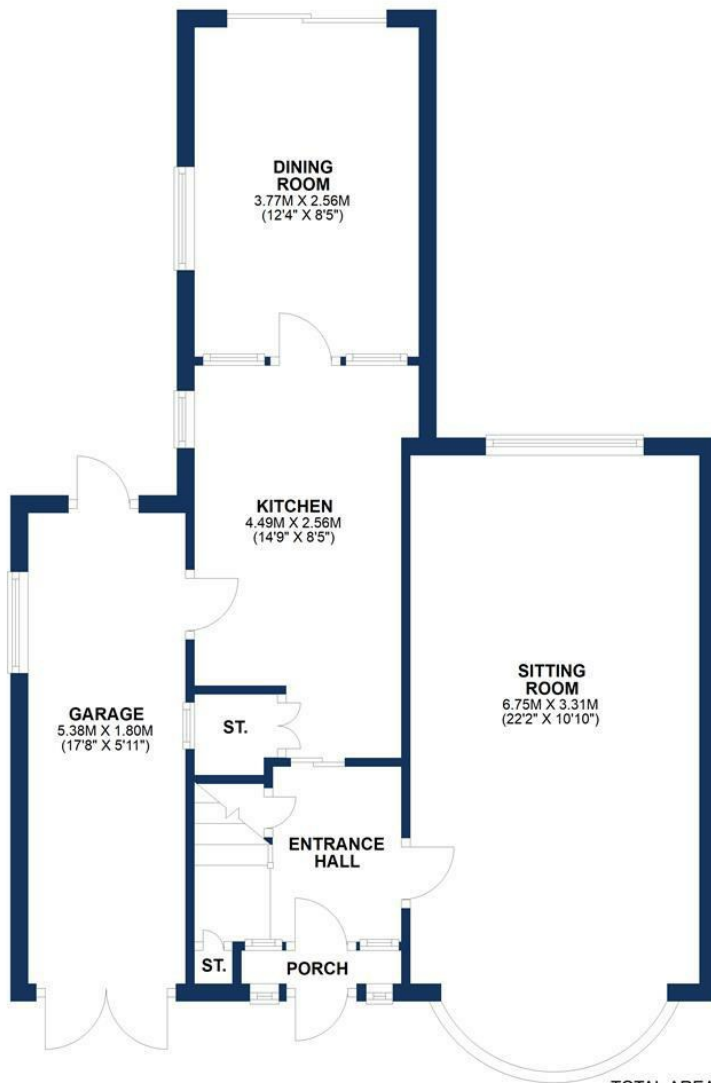 DINING
ROOM
3.77M X 2.56M
(12'4" X 8'5")
KITCHEN
4.49M X 2.56M
(14'9" X 8'5")
SITTING
ROOM
6.75M X 3.31M
(22'2" X 10'10")
GARAGE
5.38M X 1.80M
(17'8" X 5'11")
ST.
ENTRANCE
HALL
ST.
PORCH